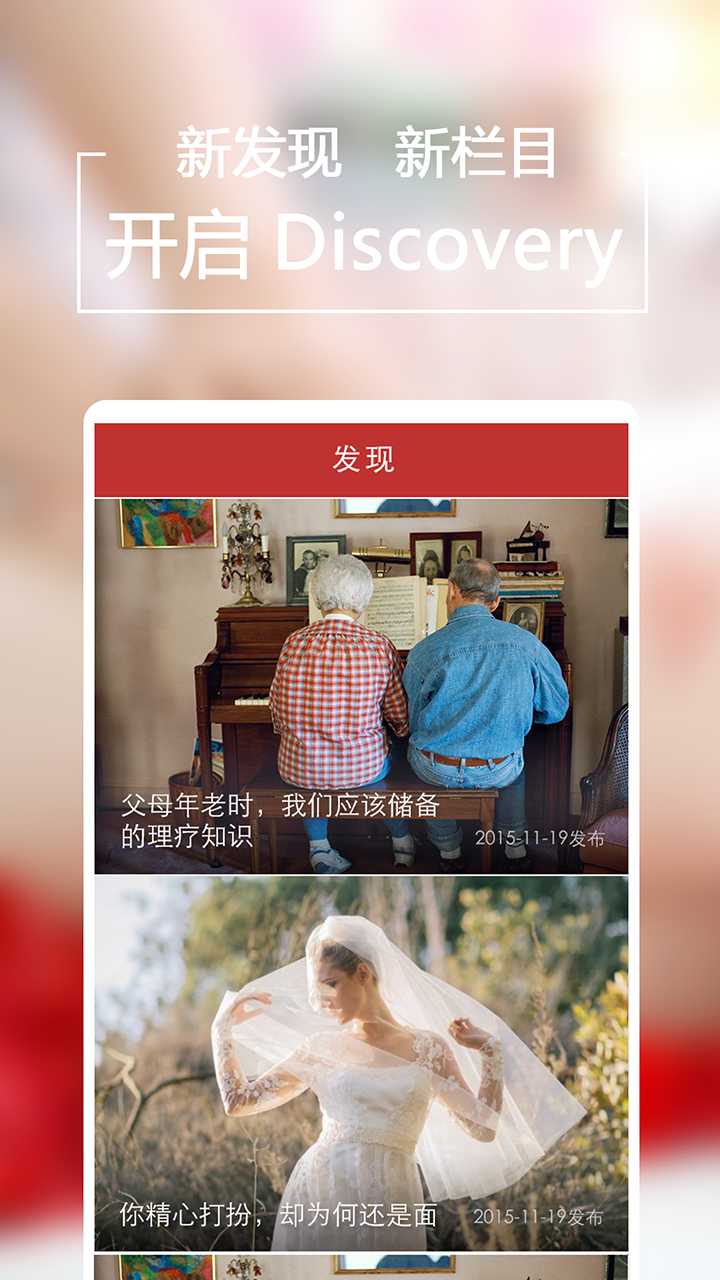 新发现 新栏目
开启 Discovery
发现
父母年老时，我们应该储备
的理疗知识
2015-11-19发布
你精心打扮，却为何还是面
2015-11-19发布